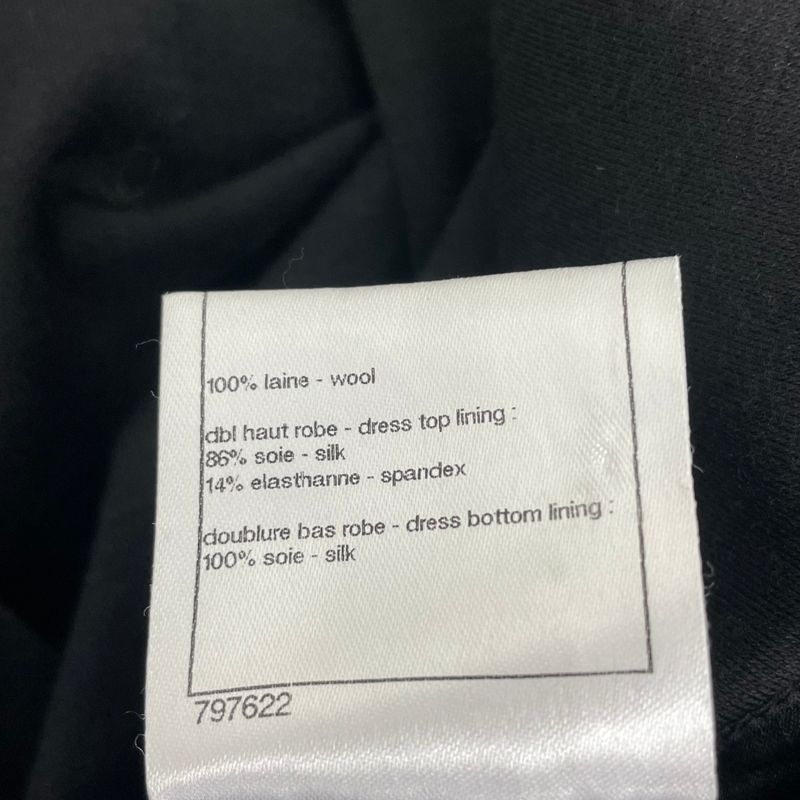 100% laine - wool
dbl haut robe - dress top lining :
86% soie - silk
14% elasthanne - spandex
doublure bas robe - dress bottom lining :
100% soie - silk
797622